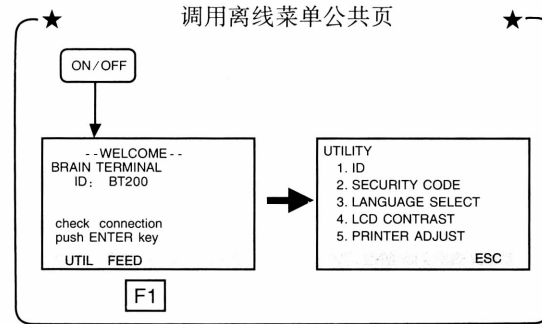 调用离线菜单公共页
ON/OFF
--WELCOME--
BRAIN TERMINAL
ID： BT200
check connection
push ENTER key
UTIL FEED
F1
UTILITY
1. ID
2. SECURITY CODE
3. LANGUAGE SELECT
4. LCD CONTRAST
5. PRINTER ADJUST
ESC